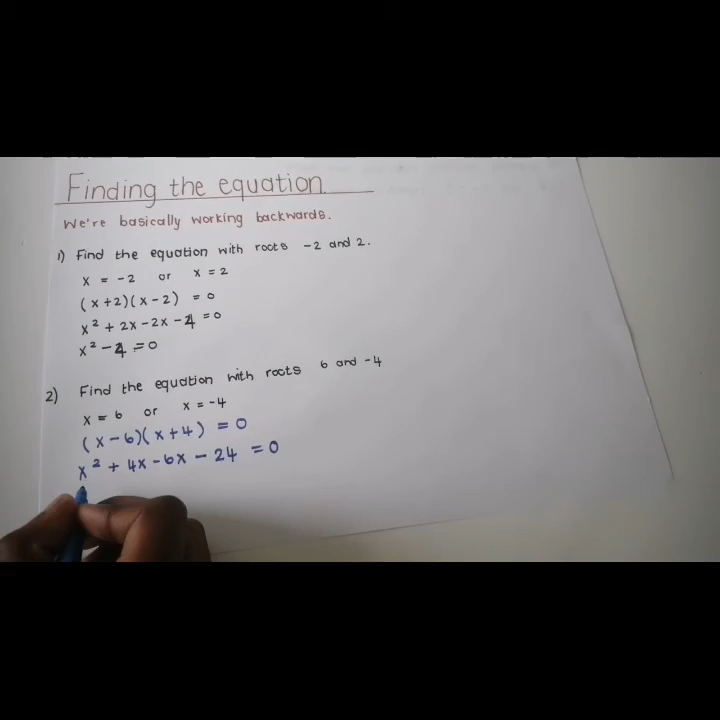 Finding the equation.
We're basically working backwards.
1) Find the equation with roots -2 and 2.
x = -2 or x = 2
(x+2)(x-2) = 0
x² + 2x - 2x - 4 = 0
x² - 4 = 0
2) Find the equation with roots 6 and -4
x = 6 or x = -4
(x-6)(x+4) = 0
x² + 4x - 6x - 24 = 0